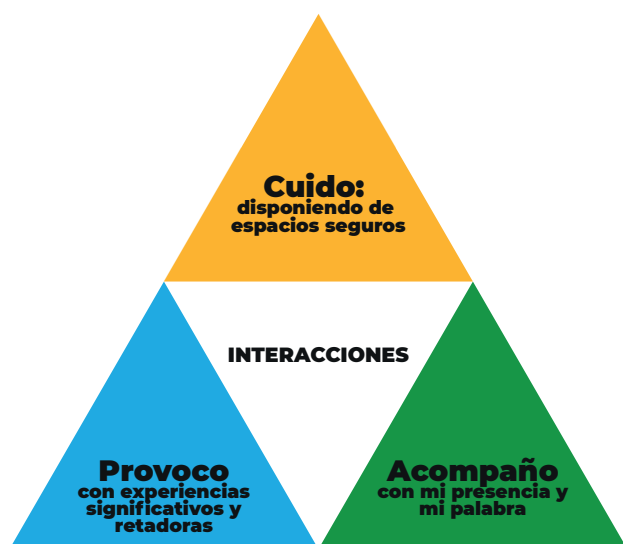 Cuido:
disponiendo de
espacios seguros
INTERACCIONES
Provoco
con experiencias
significativos y
retadoras
Acompaño
con mi presencia y
mi palabra